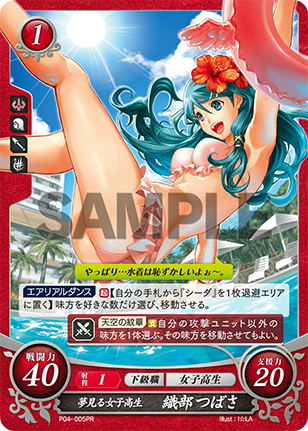 1
SAMPLE
やっぱり…水着は恥ずかしいよぉ〜。
エアリアルダンス 起【自分の手札から『シーダ』を1枚退避エリア
に置く】味方を好きな数だけ選び、移動させる。
天空の紋章 攻 自分の攻撃ユニット以外の
味方を1体選ぶ。その味方を移動させてもよい。
戦闘力
40
射程 1 下級職 女子高生
夢見る女子高生 織部つばさ
支援力
20
P04-005PR
Illust: